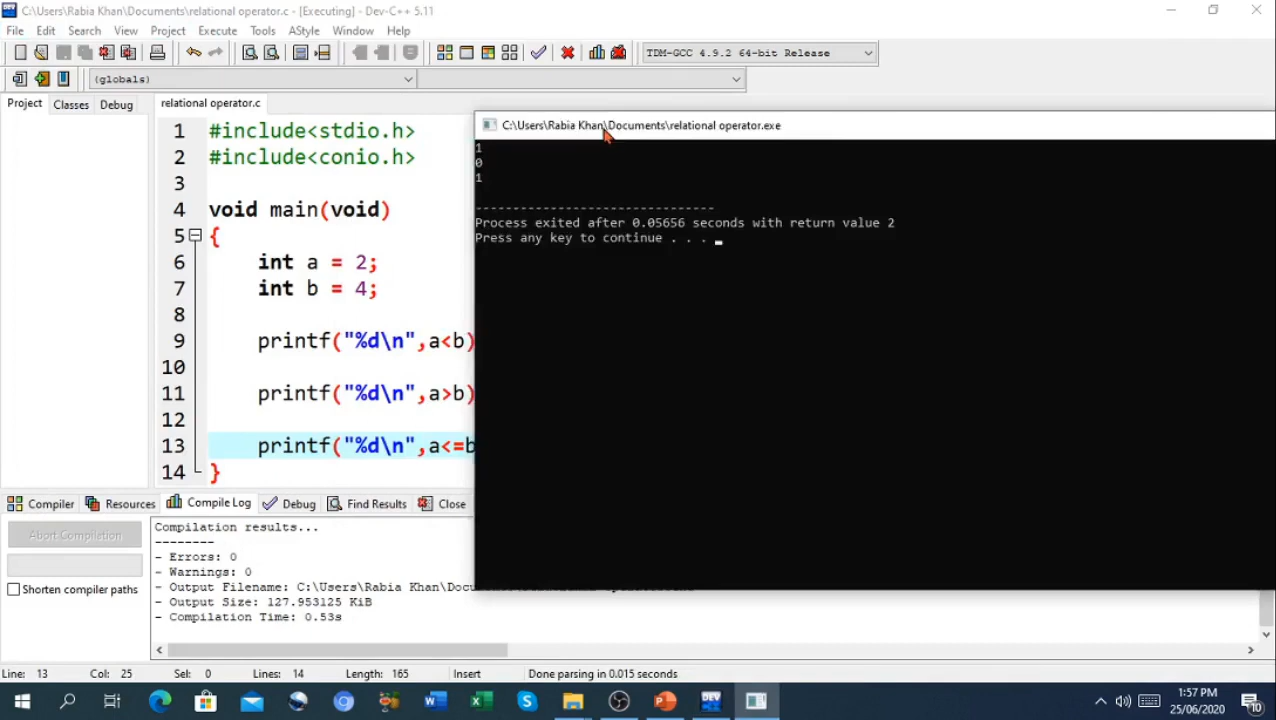 C:\Users\Rabia Khan\Documents\relational operator.c - [Executing] - Dev-C++ 5.11
File Edit Search View Project Execute Tools AStyle Window Help
TDM-GCC 4.9.2 64-bit Release
(globals)
Project Classes Debug
relational operator.c
1 #include<stdio.h>
2 #include<conio.h>
3
4 void main(void)
5 {
6 int a = 2;
7 int b = 4;
8
9 printf("%d\n",a<b)
10
11 printf("%d\n",a>b)
12
13 printf("%d\n",a<=b
14 }
C:\Users\Rabia Khan\Documents\relational operator.exe
1
0
1
--------------------------------
Process exited after 0.05656 seconds with return value 2
Press any key to continue . . .
Compiler Resources Compile Log Debug Find Results Close
Abort Compilation
Shorten compiler paths
Compilation results...
--------
- Errors: 0
- Warnings: 0
- Output Filename: C:\Users\Rabia Khan\Docu
- Output Size: 127.953125 KiB
- Compilation Time: 0.53s
Line: 13 Col: 25 Sel: 0 Lines: 14 Length: 165 Insert Done parsing in 0.015 seconds
1:57 PM
25/06/2020
10